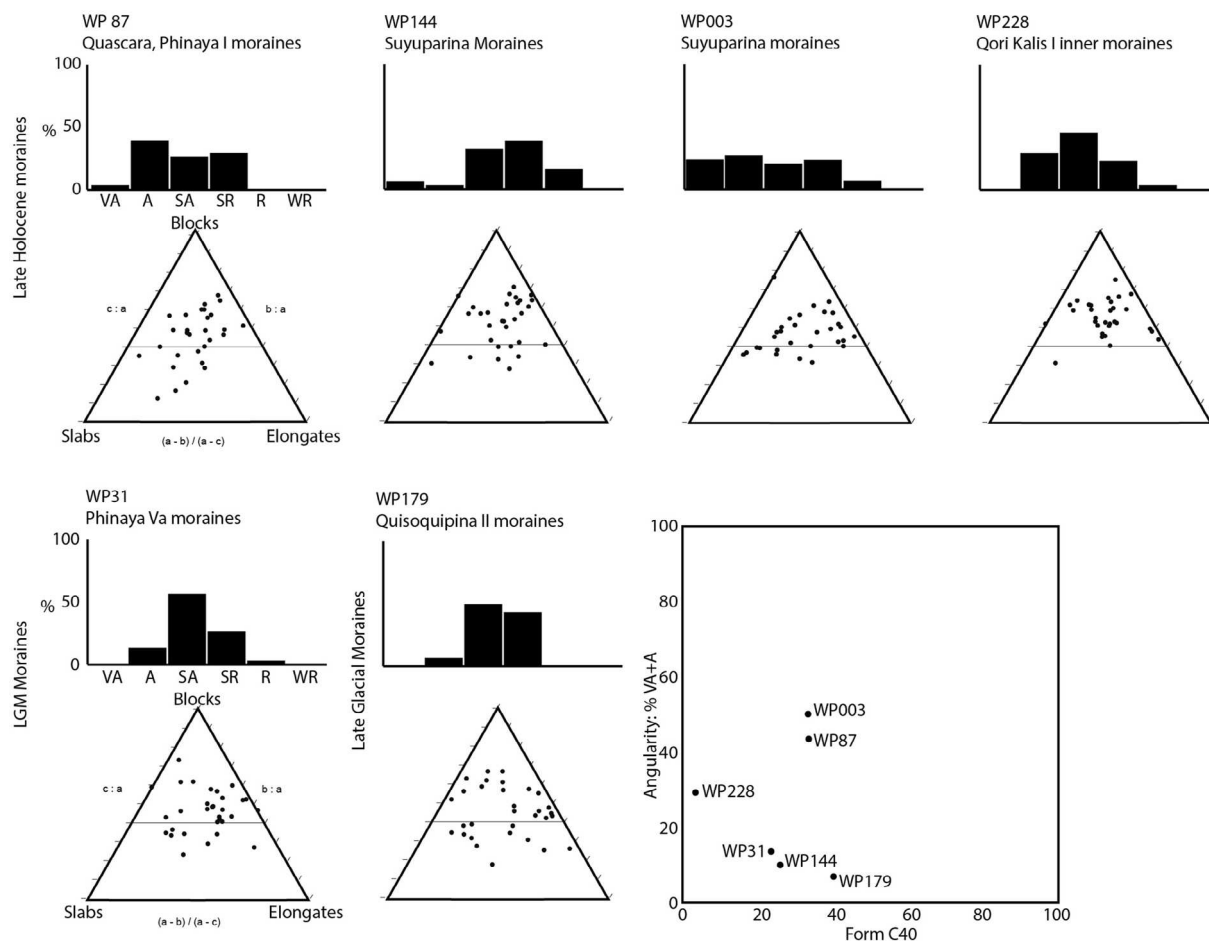 WP 87
Quascara, Phinaya I moraines
WP144
Suyuparina Moraines
WP003
Suyuparina moraines
WP228
Qori Kalis I inner moraines
Late Holocene moraines
100
%
50
0
VA A SA SR R WR
Blocks
c : a
b : a
Slabs
(a - b) / (a - c)
Elongates
WP31
Phinaya Va moraines
WP179
Quisoquipina II moraines
LGM Moraines
100
%
50
0
VA A SA SR R WR
Blocks
c : a
b : a
Slabs
(a - b) / (a - c)
Elongates
Late Glacial Moraines
Angularity: % VA+A
100
80
60
40
20
0
WP003
WP87
WP228
WP31
WP144
WP179
0 20 40 60 80 100
Form C40